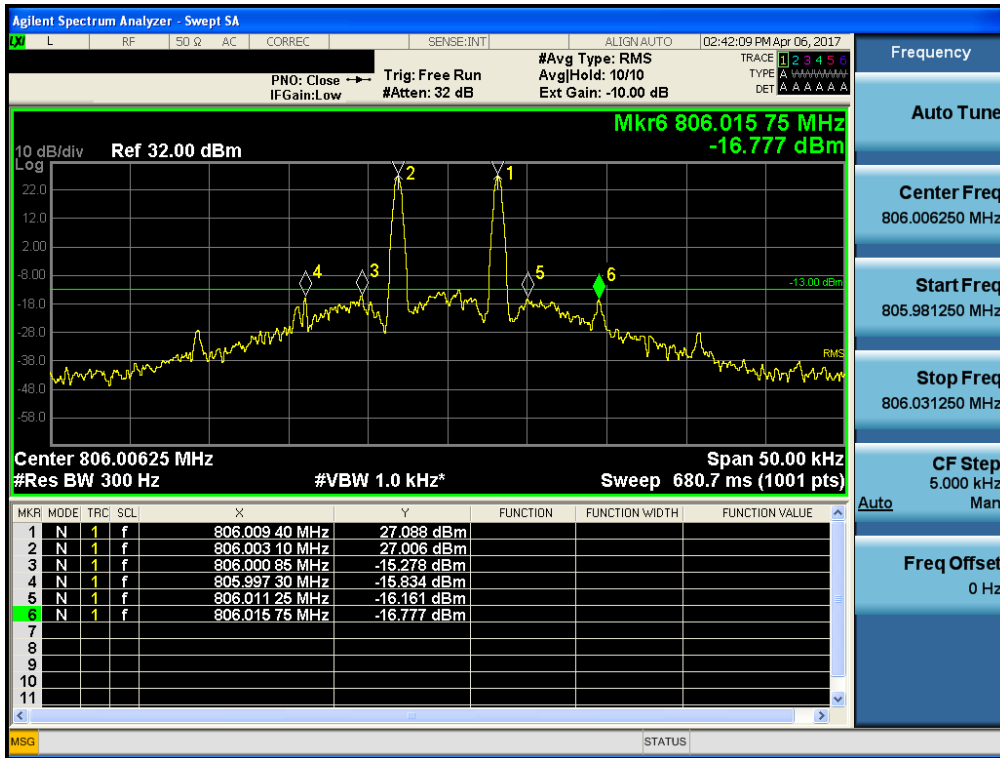 Agilent Spectrum Analyzer - Swept SA
LXI L RF 50 Ω AC CORREC SENSE:INT ALIGN AUTO 02:42:09 PM Apr 06, 2017
PNO: Close
IFGain:Low
Trig: Free Run
#Atten: 32 dB
#Avg Type: RMS
Avg|Hold: 10/10
Ext Gain: -10.00 dB
TRACE 1 2 3 4 5 6
TYPE A WWWWW
DET A A A A A A
Mkr6 806.015 75 MHz
-16.777 dBm
10 dB/div Ref 32.00 dBm
Log
22.0
12.0
2.00
-8.00
-18.0
-28.0
-38.0
-48.0
-58.0
2
1
4
3
5
6
-13.00 dBm
RMS
Center 806.00625 MHz Span 50.00 kHz
#Res BW 300 Hz #VBW 1.0 kHz* Sweep 680.7 ms (1001 pts)
MKR MODE TRC SCL X Y FUNCTION FUNCTION WIDTH FUNCTION VALUE
1 N 1 f 806.009 40 MHz 27.088 dBm
2 N 1 f 806.003 10 MHz 27.006 dBm
3 N 1 f 806.000 85 MHz -15.278 dBm
4 N 1 f 805.997 30 MHz -15.834 dBm
5 N 1 f 806.011 25 MHz -16.161 dBm
6 N 1 f 806.015 75 MHz -16.777 dBm
7
8
9
10
11
MSG STATUS
Frequency
Auto Tune
Center Freq
806.006250 MHz
Start Freq
805.981250 MHz
Stop Freq
806.031250 MHz
CF Step
5.000 kHz
Auto Man
Freq Offset
0 Hz